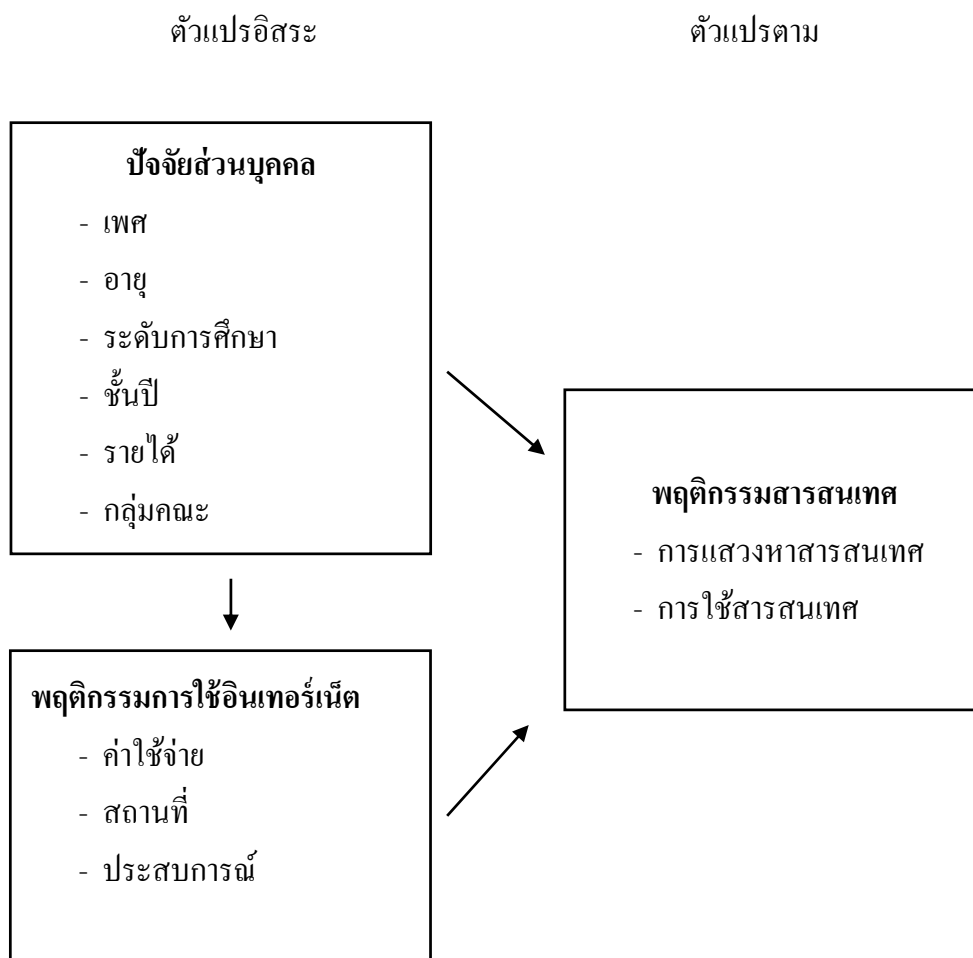 ตัวแปรอิสระ ตัวแปรตาม
ปัจจัยส่วนบุคคล
- เพศ
- อายุ
- ระดับการศึกษา
- ชั้นปี
- รายได้
- กลุ่มคณะ
พฤติกรรมสารสนเทศ
- การแสวงหาสารสนเทศ
- การใช้สารสนเทศ
พฤติกรรมการใช้อินเทอร์เน็ต
- ค่าใช้จ่าย
- สถานที่
- ประสบการณ์